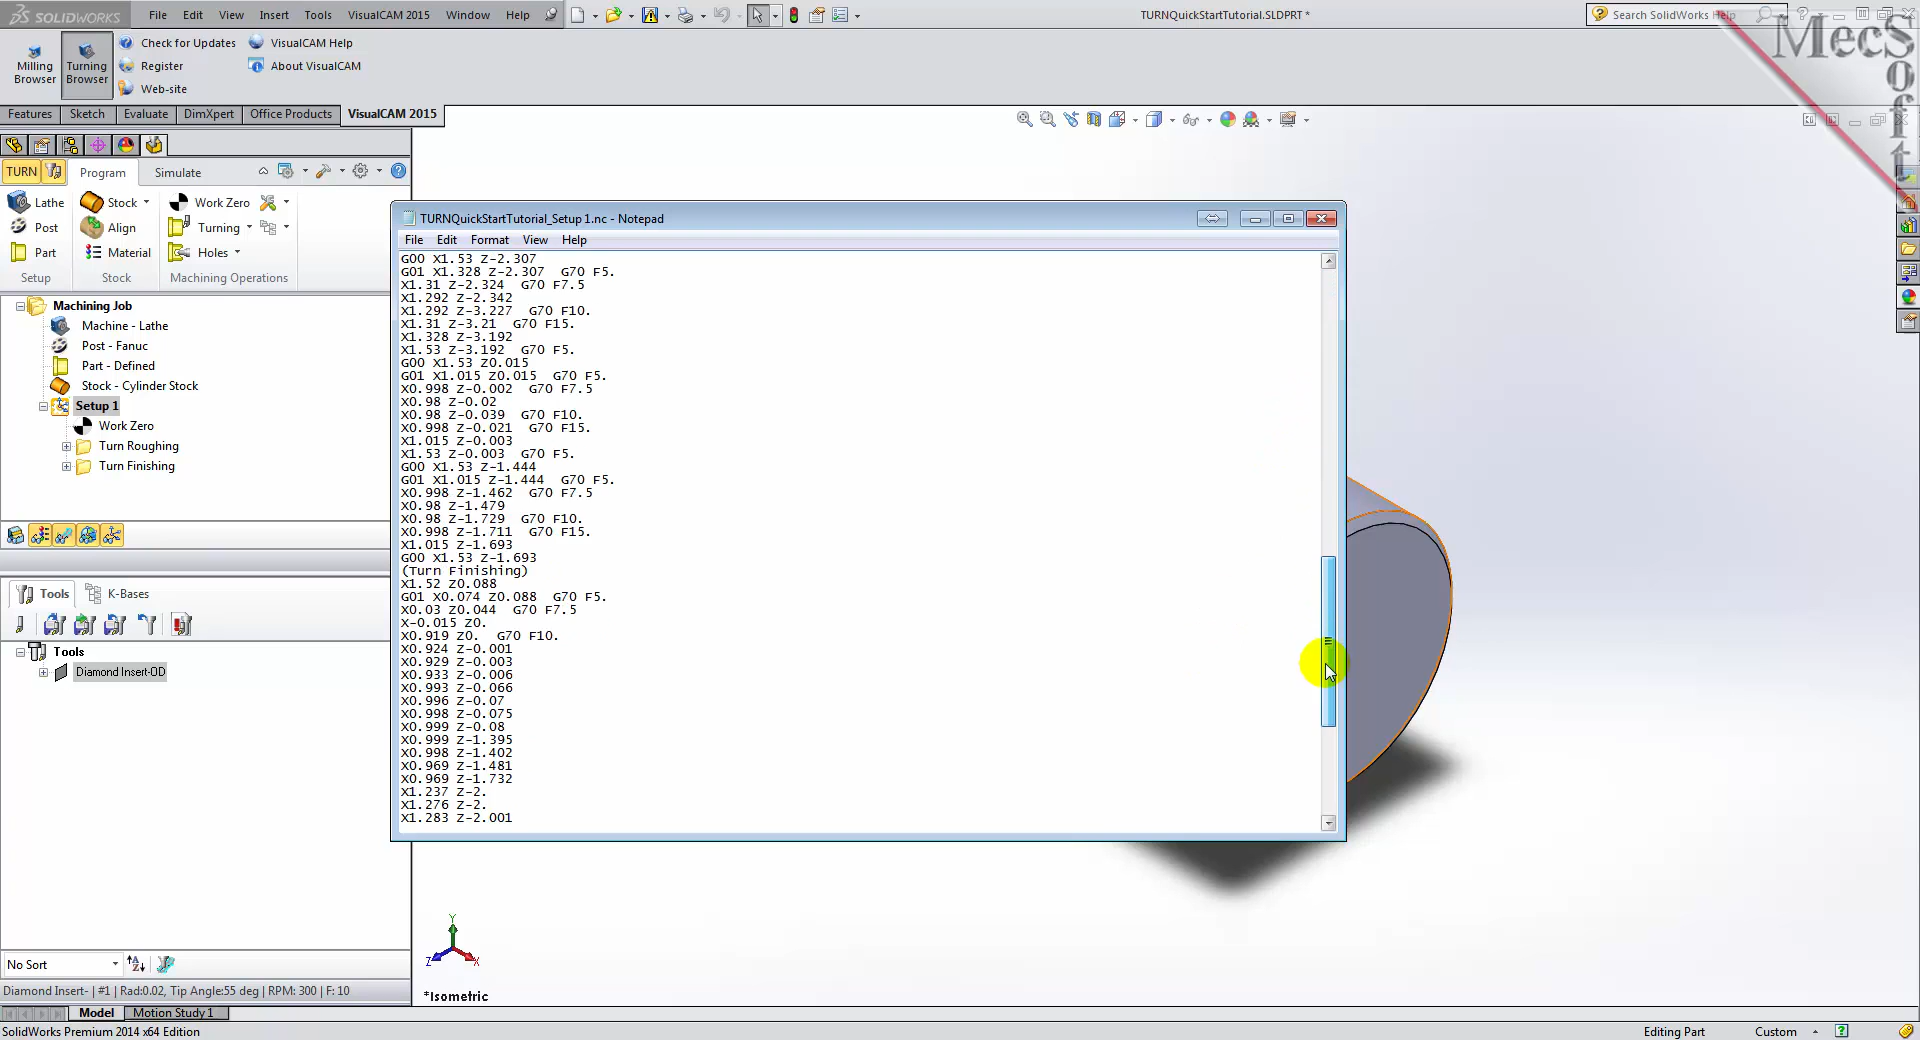 SOLIDWORKS File Edit View Insert Tools VisualCAM 2015 Window Help TURNQuickStartTutorial.SLDPRT * Search SolidWorks Help
MecSoft
Milling Browser
Turning Browser
Check for Updates
Register
Web-site
VisualCAM Help
About VisualCAM
Features Sketch Evaluate DimXpert Office Products VisualCAM 2015
TURN Program Simulate
Lathe Stock Work Zero
Post Align Turning
Part Material Holes
Setup Stock Machining Operations
Machining Job
Machine - Lathe
Post - Fanuc
Part - Defined
Stock - Cylinder Stock
Setup 1
Work Zero
Turn Roughing
Turn Finishing
Tools K-Bases
Tools
Diamond Insert-OD
No Sort
Diamond Insert- | #1 | Rad:0.02, Tip Angle:55 deg | RPM: 300 | F: 10
TURNQuickStartTutorial_Setup 1.nc - Notepad
File Edit Format View Help
G00 X1.53 Z-2.307
G01 X1.328 Z-2.307 G70 F5.
X1.31 Z-2.324 G70 F7.5
X1.292 Z-2.342
X1.292 Z-3.227 G70 F10.
X1.31 Z-3.21 G70 F15.
X1.328 Z-3.192
X1.53 Z-3.192 G70 F5.
G00 X1.53 Z0.015
G01 X1.015 Z0.015 G70 F5.
X0.998 Z-0.002 G70 F7.5
X0.98 Z-0.02
X0.98 Z-0.039 G70 F10.
X0.998 Z-0.021 G70 F15.
X1.015 Z-0.003
X1.53 Z-0.003 G70 F5.
G00 X1.53 Z-1.444
G01 X1.015 Z-1.444 G70 F5.
X0.998 Z-1.462 G70 F7.5
X0.98 Z-1.479
X0.98 Z-1.729 G70 F10.
X0.998 Z-1.711 G70 F15.
X1.015 Z-1.693
G00 X1.53 Z-1.693
(Turn Finishing)
X1.52 Z0.088
G01 X0.074 Z0.088 G70 F5.
X0.03 Z0.044 G70 F7.5
X-0.015 Z0.
X0.919 Z0. G70 F10.
X0.924 Z-0.001
X0.929 Z-0.003
X0.933 Z-0.006
X0.993 Z-0.066
X0.996 Z-0.07
X0.998 Z-0.075
X0.999 Z-0.08
X0.999 Z-1.395
X0.998 Z-1.402
X0.969 Z-1.481
X0.969 Z-1.732
X1.237 Z-2.
X1.276 Z-2.
X1.283 Z-2.001
Y
Z X
*Isometric
Model Motion Study 1
SolidWorks Premium 2014 x64 Edition Editing Part Custom